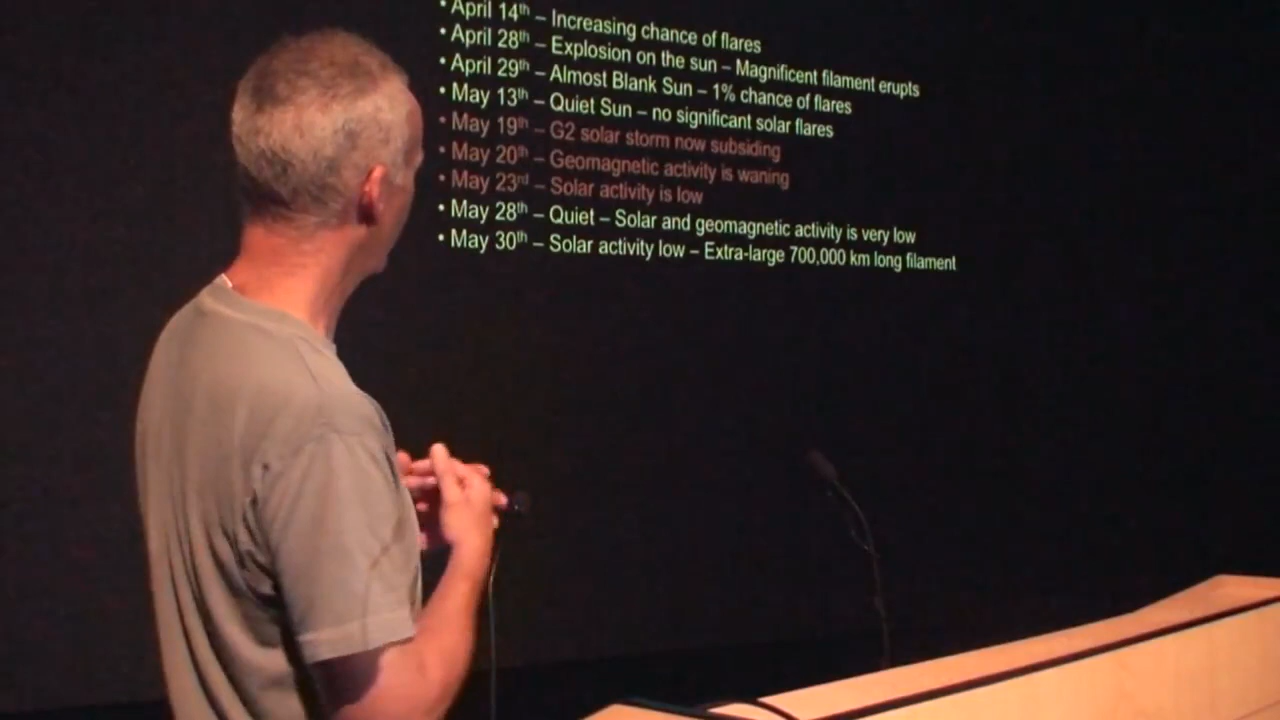 • April 14th – Increasing chance of flares
• April 28th – Explosion on the sun – Magnificent filament erupts
• April 29th – Almost Blank Sun – 1% chance of flares
• May 13th – Quiet Sun – no significant solar flares
• May 19th – G2 solar storm now subsiding
• May 20th – Geomagnetic activity is waning
• May 23rd – Solar activity is low
• May 28th – Quiet – Solar and geomagnetic activity is very low
• May 30th – Solar activity low – Extra-large 700,000 km long filament